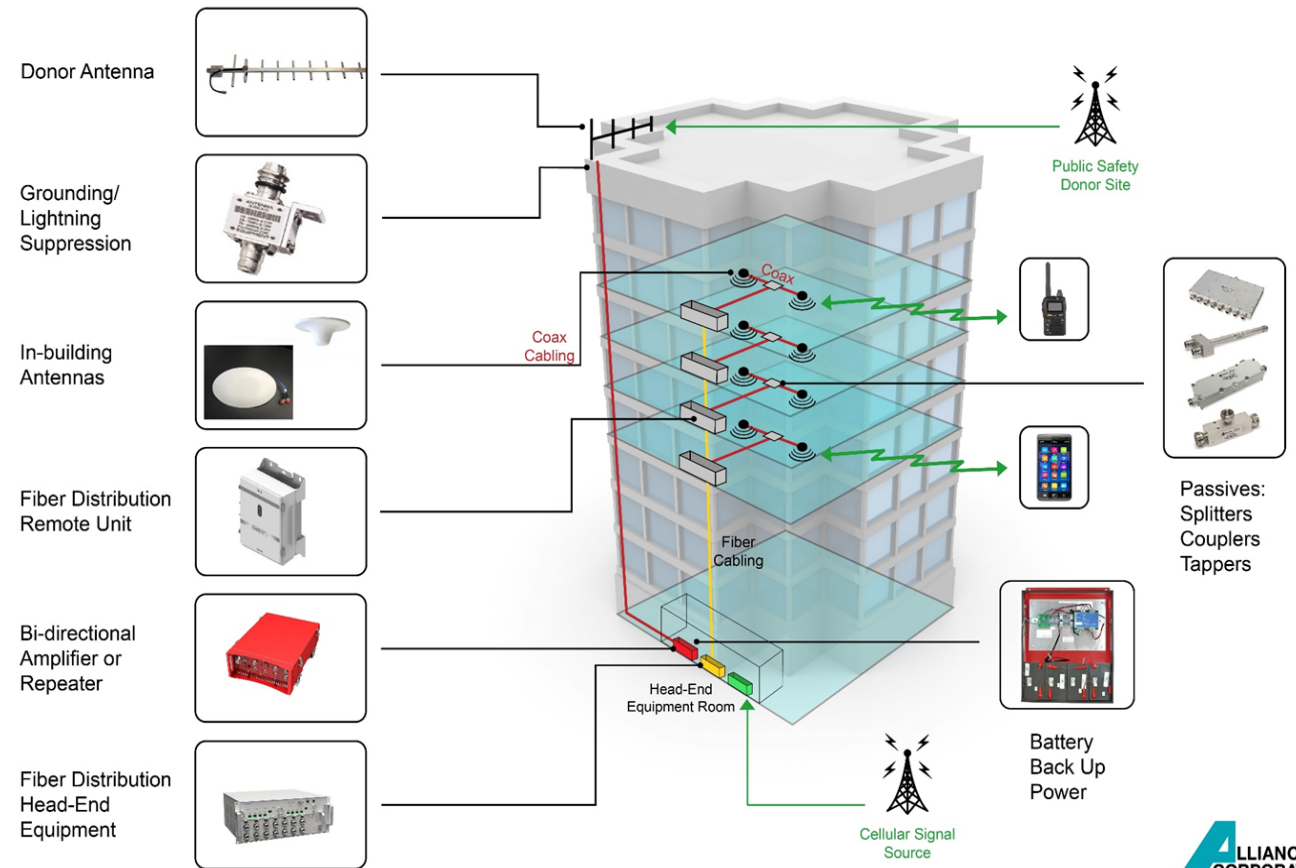 Donor Antenna
Grounding/
Lightning
Suppression
In-building
Antennas
Fiber Distribution
Remote Unit
Bi-directional
Amplifier or
Repeater
Fiber Distribution
Head-End
Equipment
Public Safety
Donor Site
Coax
Coax
Cabling
Fiber
Cabling
Head-End
Equipment Room
Passives:
Splitters
Couplers
Tappers
Battery
Back Up
Power
Cellular Signal
Source
ANTENNA
EQUIPMENT